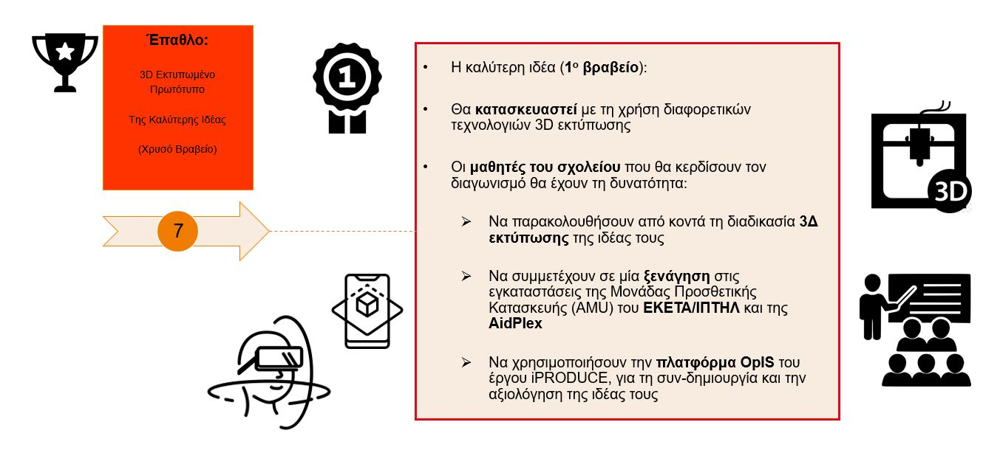 Έπαθλο:
3D Εκτυπωμένο
Πρωτότυπο
Της Καλύτερης Ιδέας
(Χρυσό Βραβείο)
7
1
• Η καλύτερη ιδέα (1ο βραβείο):
• Θα κατασκευαστεί με τη χρήση διαφορετικών
τεχνολογιών 3D εκτύπωσης
• Οι μαθητές του σχολείου που θα κερδίσουν τον
διαγωνισμό θα έχουν τη δυνατότητα:
➢ Να παρακολουθήσουν από κοντά τη διαδικασία 3Δ
εκτύπωσης της ιδέας τους
➢ Να συμμετέχουν σε μία ξενάγηση στις
εγκαταστάσεις της Μονάδας Προσθετικής
Κατασκευής (AMU) του ΕΚΕΤΑ/ΙΠΤΗΛ και της
AidPlex
➢ Να χρησιμοποιήσουν την πλατφόρμα OpIS του
έργου iPRODUCE, για τη συν-δημιουργία και την
αξιολόγηση της ιδέας τους
3D